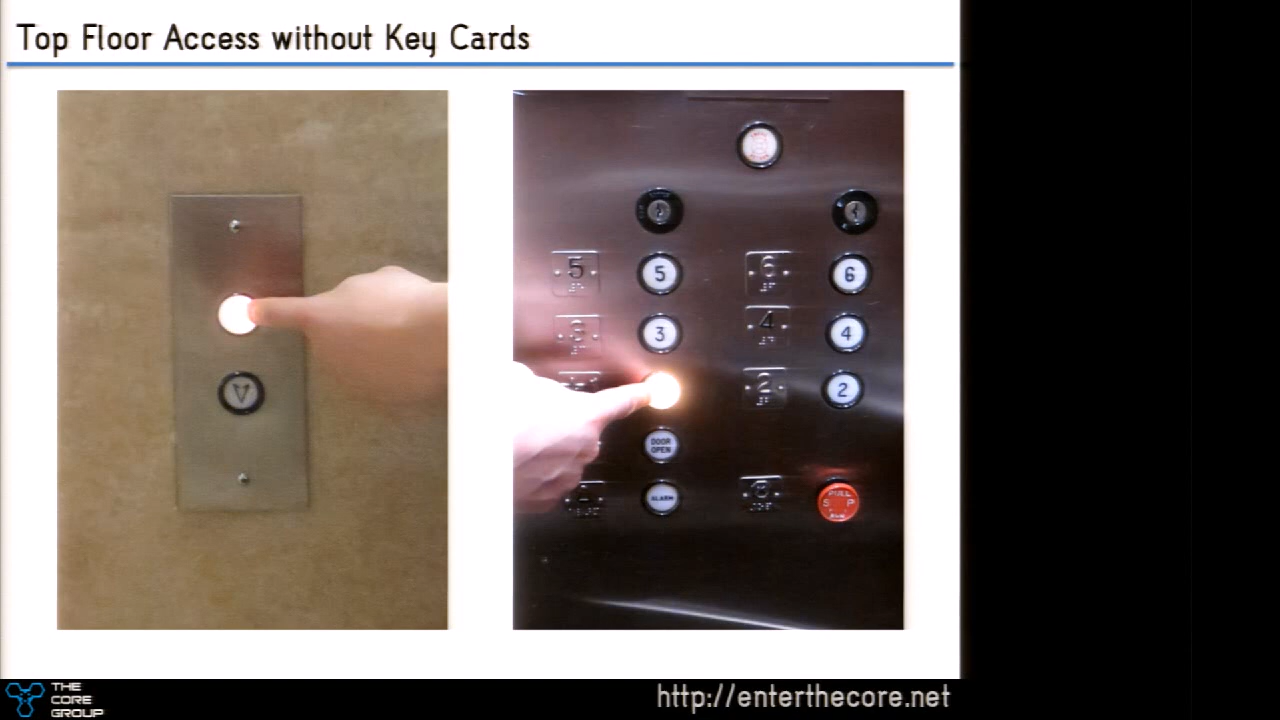 Top Floor Access without Key Cards
5 5 6 6
3 3 4 4
2 2
DOOR
OPEN
ALARM
PULL
THE
CORE
GROUP
http://enterthecore.net